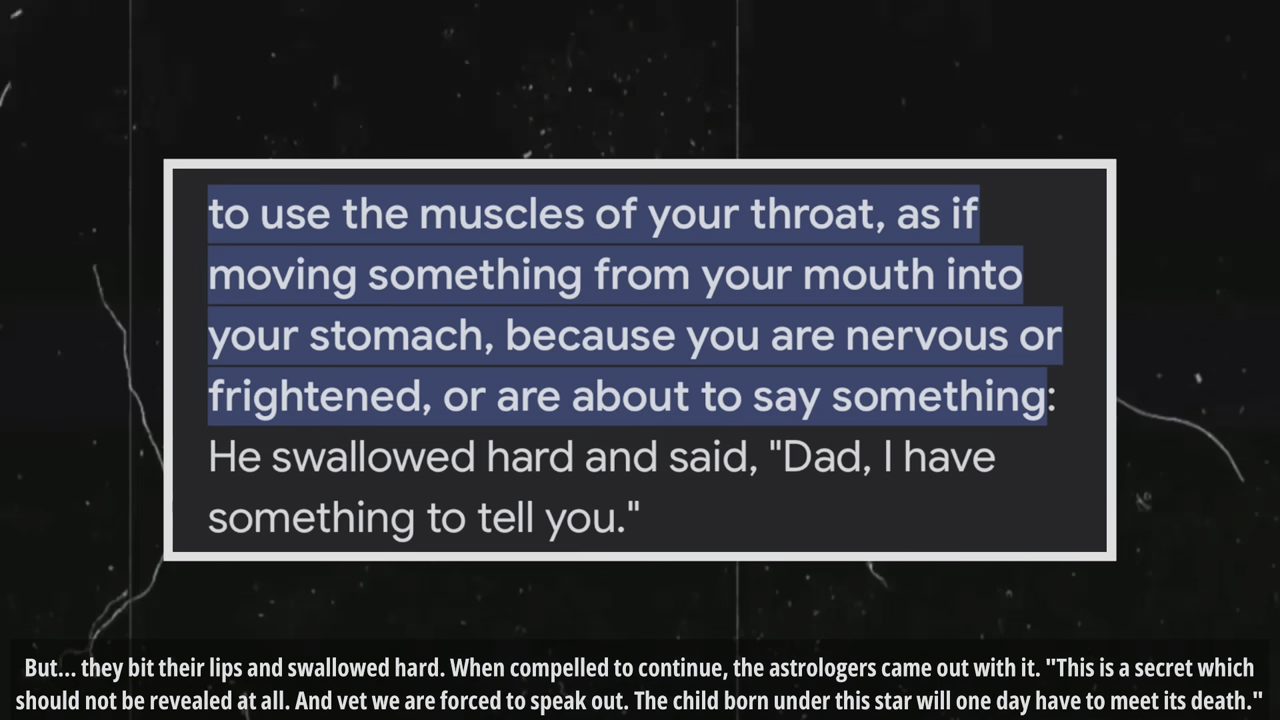 to use the muscles of your throat, as if
moving something from your mouth into
your stomach, because you are nervous or
frightened, or are about to say something:
He swallowed hard and said, "Dad, I have
something to tell you."
But... they bit their lips and swallowed hard. When compelled to continue, the astrologers came out with it. "This is a secret which
should not be revealed at all. And vet we are forced to speak out. The child born under this star will one day have to meet its death."